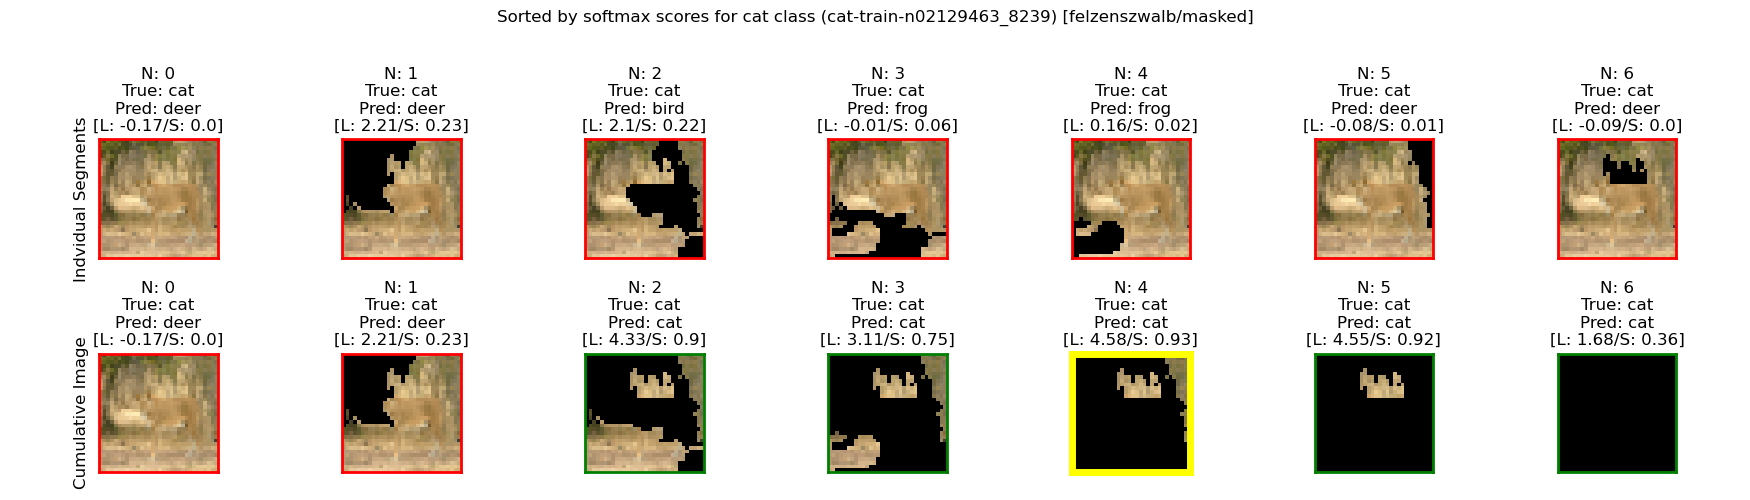 Sorted by softmax scores for cat class (cat-train-n02129463_8239) [felzenszwalb/masked]
Indvidual Segments
N: 0
True: cat
Pred: deer
[L: -0.17/S: 0.0]
N: 1
True: cat
Pred: deer
[L: 2.21/S: 0.23]
N: 2
True: cat
Pred: bird
[L: 2.1/S: 0.22]
N: 3
True: cat
Pred: frog
[L: -0.01/S: 0.06]
N: 4
True: cat
Pred: frog
[L: 0.16/S: 0.02]
N: 5
True: cat
Pred: deer
[L: -0.08/S: 0.01]
N: 6
True: cat
Pred: deer
[L: -0.09/S: 0.0]
Cumulative Image
N: 0
True: cat
Pred: deer
[L: -0.17/S: 0.0]
N: 1
True: cat
Pred: deer
[L: 2.21/S: 0.23]
N: 2
True: cat
Pred: cat
[L: 4.33/S: 0.9]
N: 3
True: cat
Pred: cat
[L: 3.11/S: 0.75]
N: 4
True: cat
Pred: cat
[L: 4.58/S: 0.93]
N: 5
True: cat
Pred: cat
[L: 4.55/S: 0.92]
N: 6
True: cat
Pred: cat
[L: 1.68/S: 0.36]